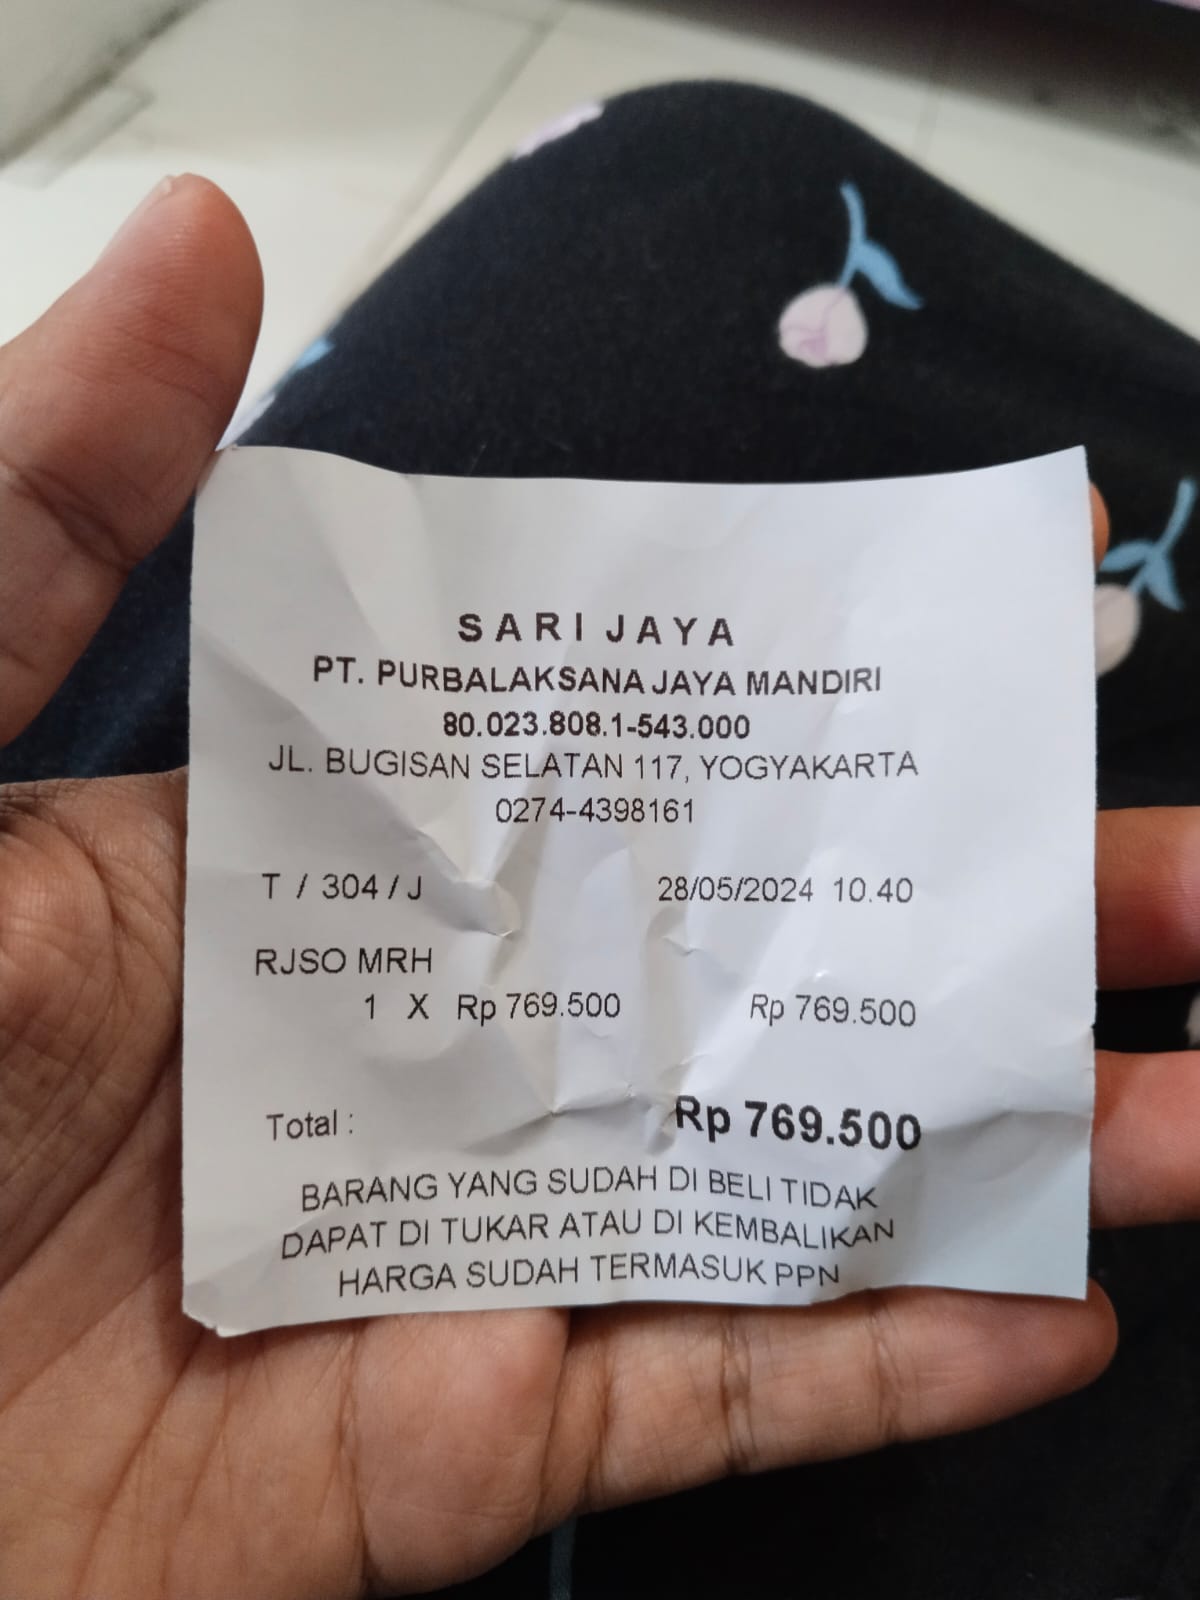 SARI JAYA
PT. PURBALAKSANA JAYA MANDIRI
80.023.808.1-543.000
JL. BUGISAN SELATAN 117, YOGYAKARTA
0274-4398161
T / 304 / J 28/05/2024 10.40
RJSO MRH
1 X Rp 769.500 Rp 769.500
Total : Rp 769.500
BARANG YANG SUDAH DI BELI TIDAK
DAPAT DI TUKAR ATAU DI KEMBALIKAN
HARGA SUDAH TERMASUK PPN